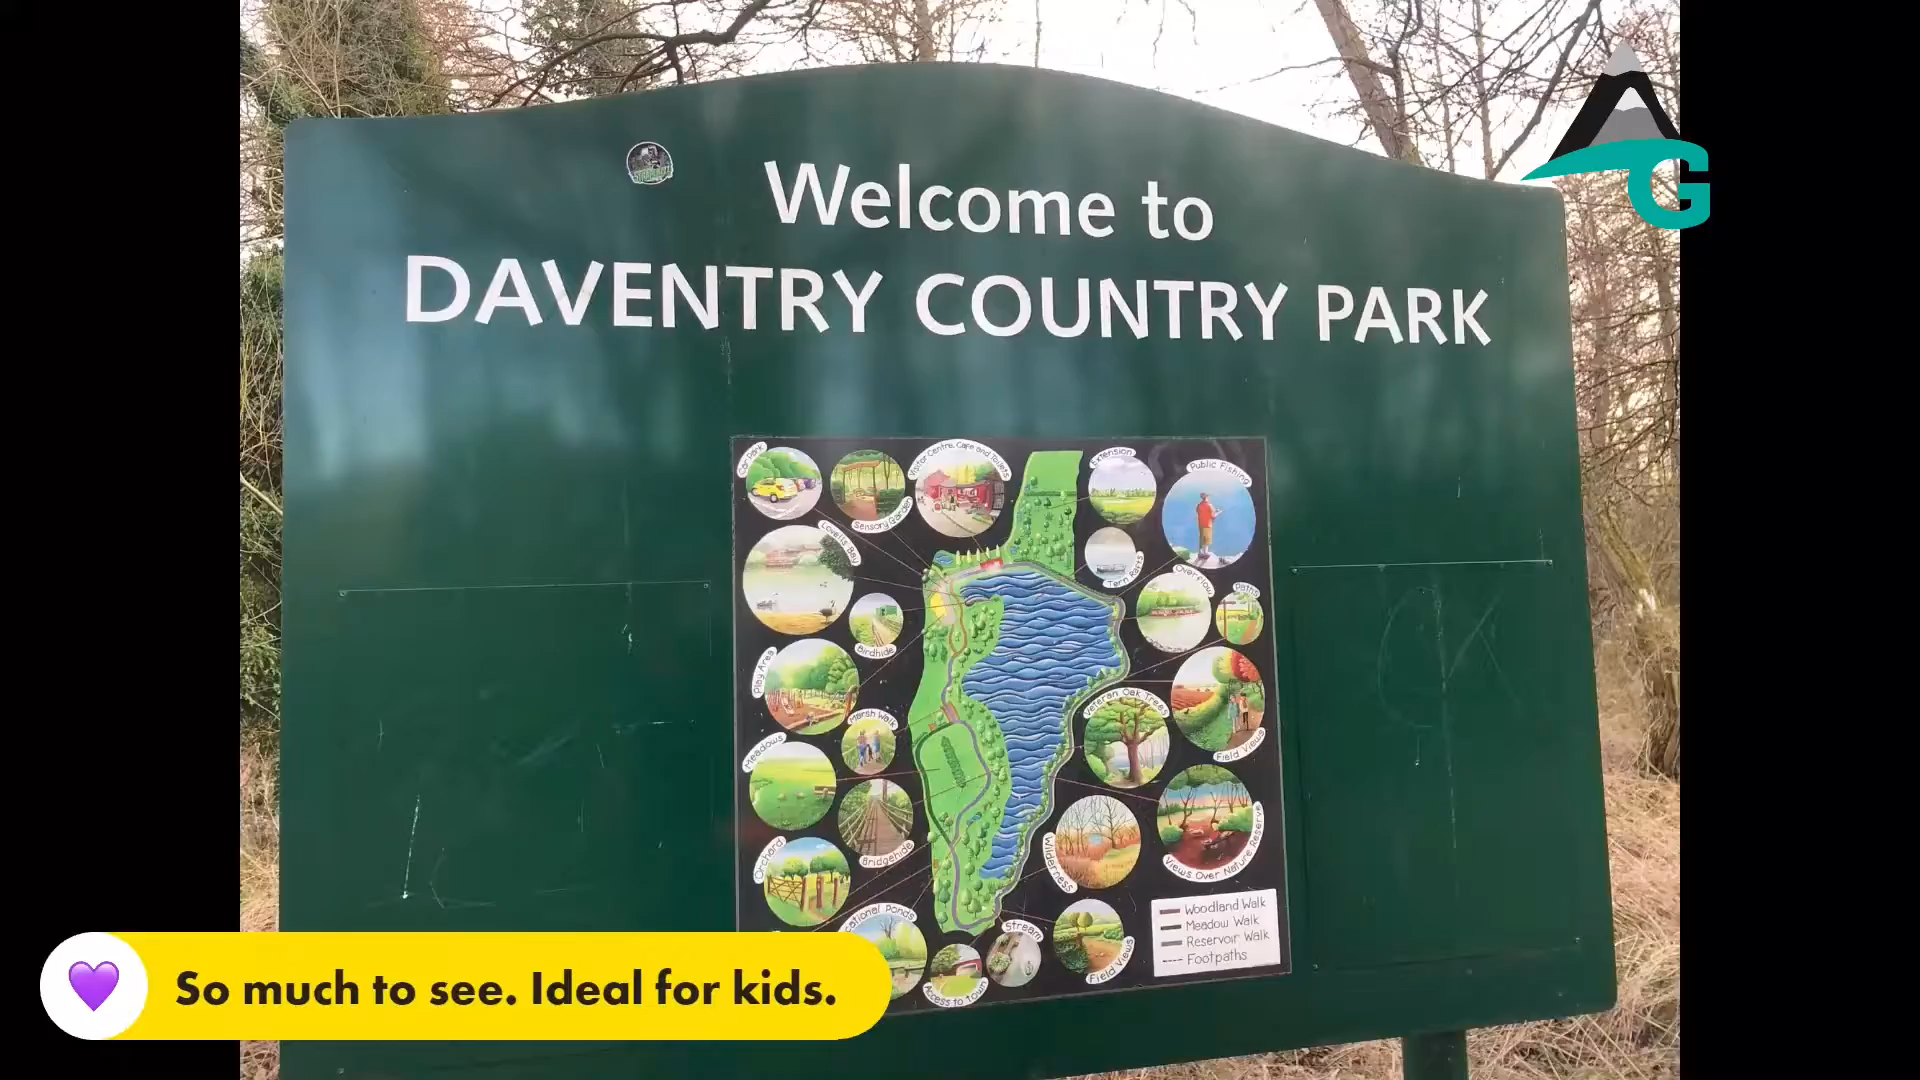 Welcome to
DAVENTRY COUNTRY PARK
Car Park
Sensory Garden
Visitor Centre, Cafe and Toilets
Extension
Public Fishing
Lovells Bay
Tern Rafts
Overflow
Paths
Birdhide
Play Area
Marsh Walk
Veteran Oak Trees
Field Views
Meadows
Bridgehide
Orchard
Wilderness
Views Over Nature Reserve
Ponds
Stream
Field Views
Access to town
Woodland Walk
Meadow Walk
Reservoir Walk
Footpaths
So much to see. Ideal for kids.
G